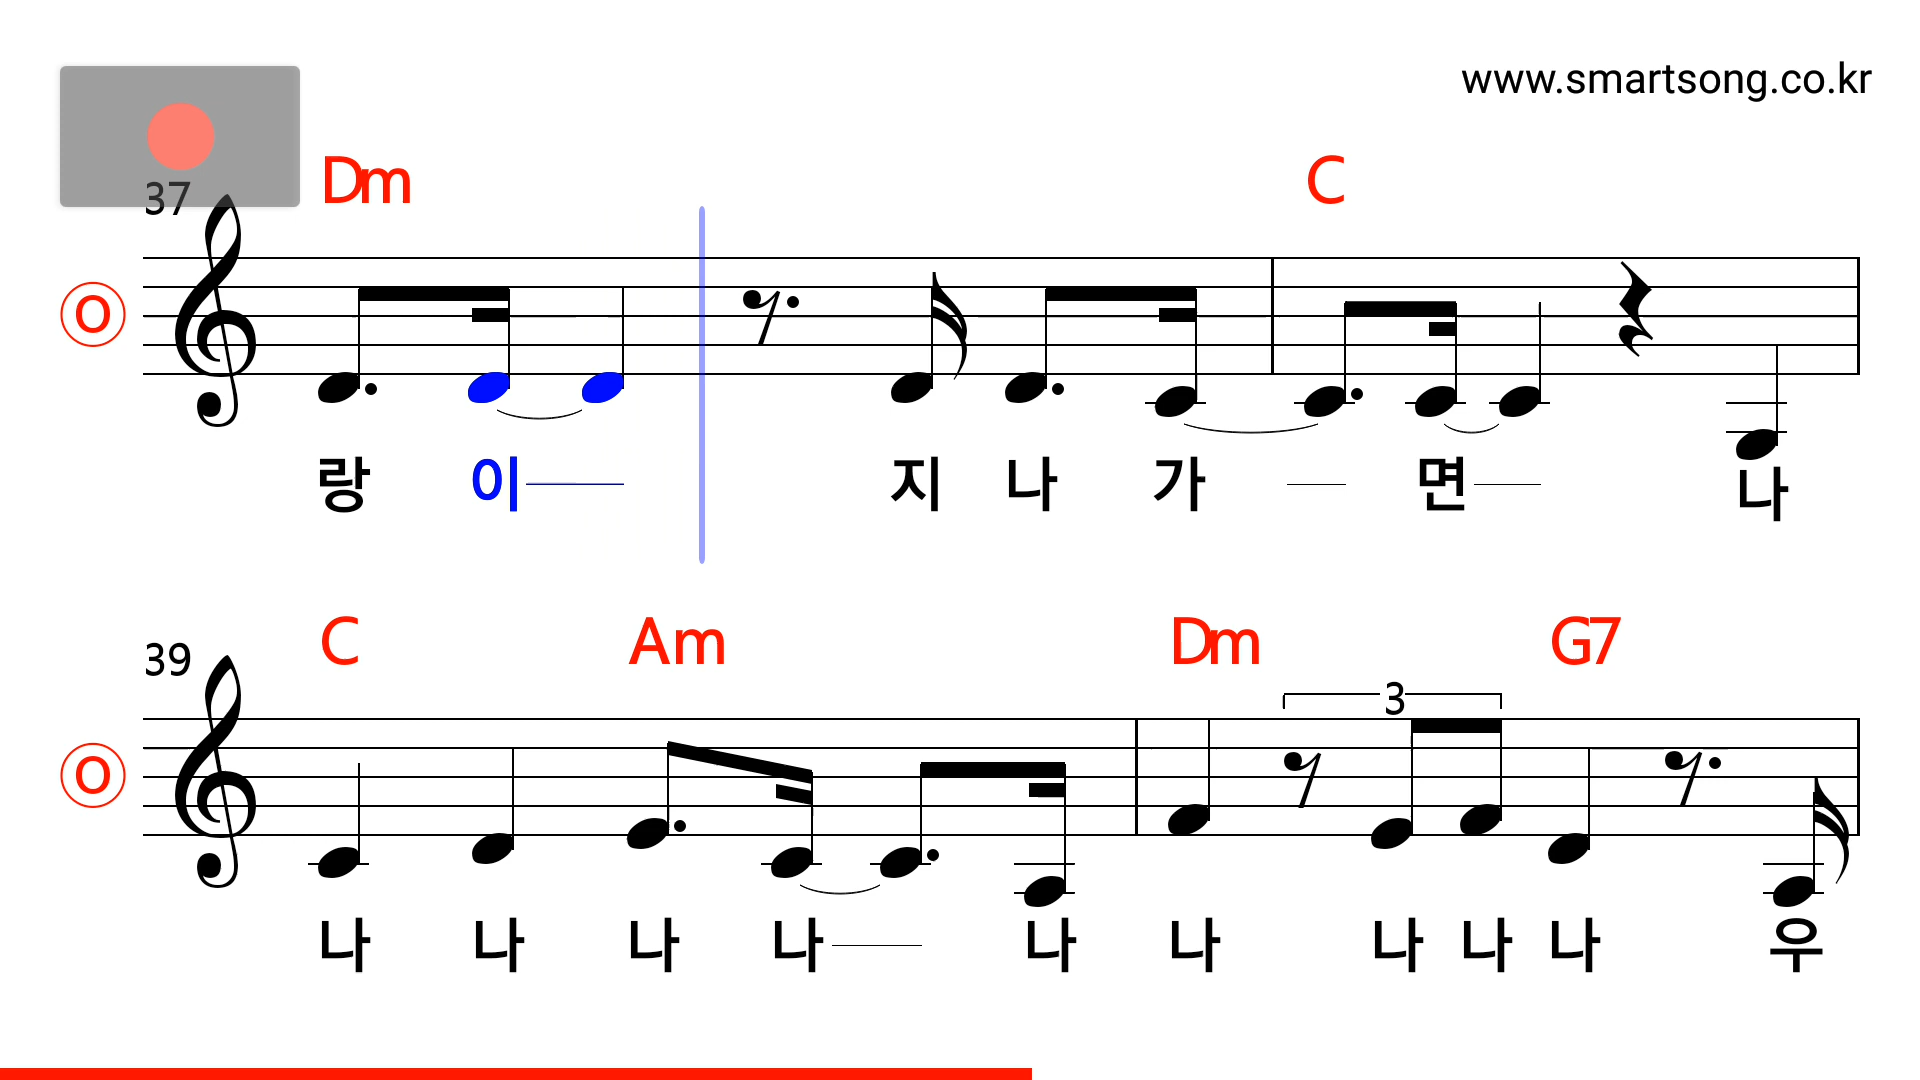 www.smartsong.co.kr
37 Dm C
O
랑 이 지 나 가 면 나
39 C Am Dm G7
3
O
나 나 나 나 나 나 나 나 나 우